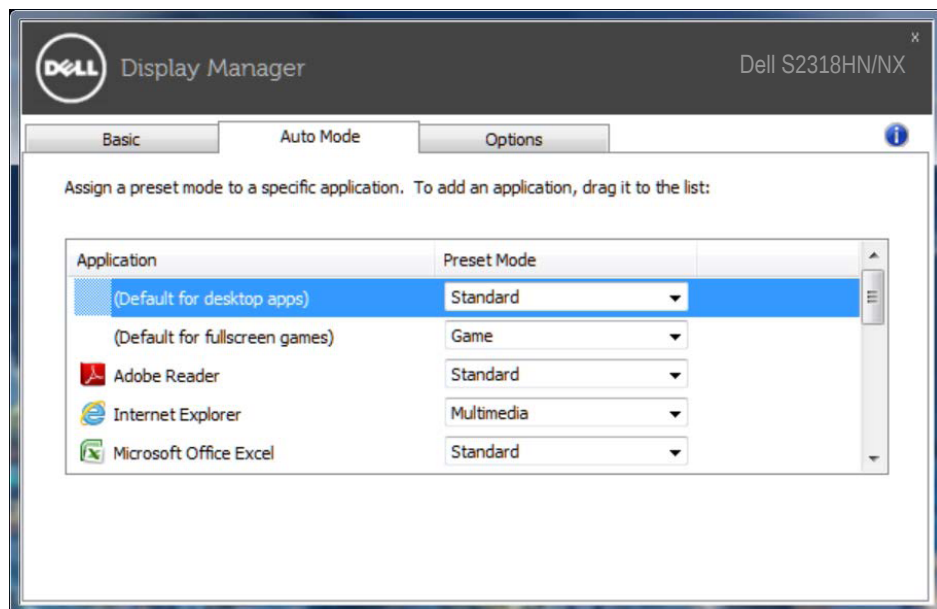 x
DELL Display Manager Dell S2318HN/NX
Basic Auto Mode Options
Assign a preset mode to a specific application. To add an application, drag it to the list:
Application Preset Mode
(Default for desktop apps) Standard
(Default for fullscreen games) Game
Adobe Reader Standard
Internet Explorer Multimedia
Microsoft Office Excel Standard